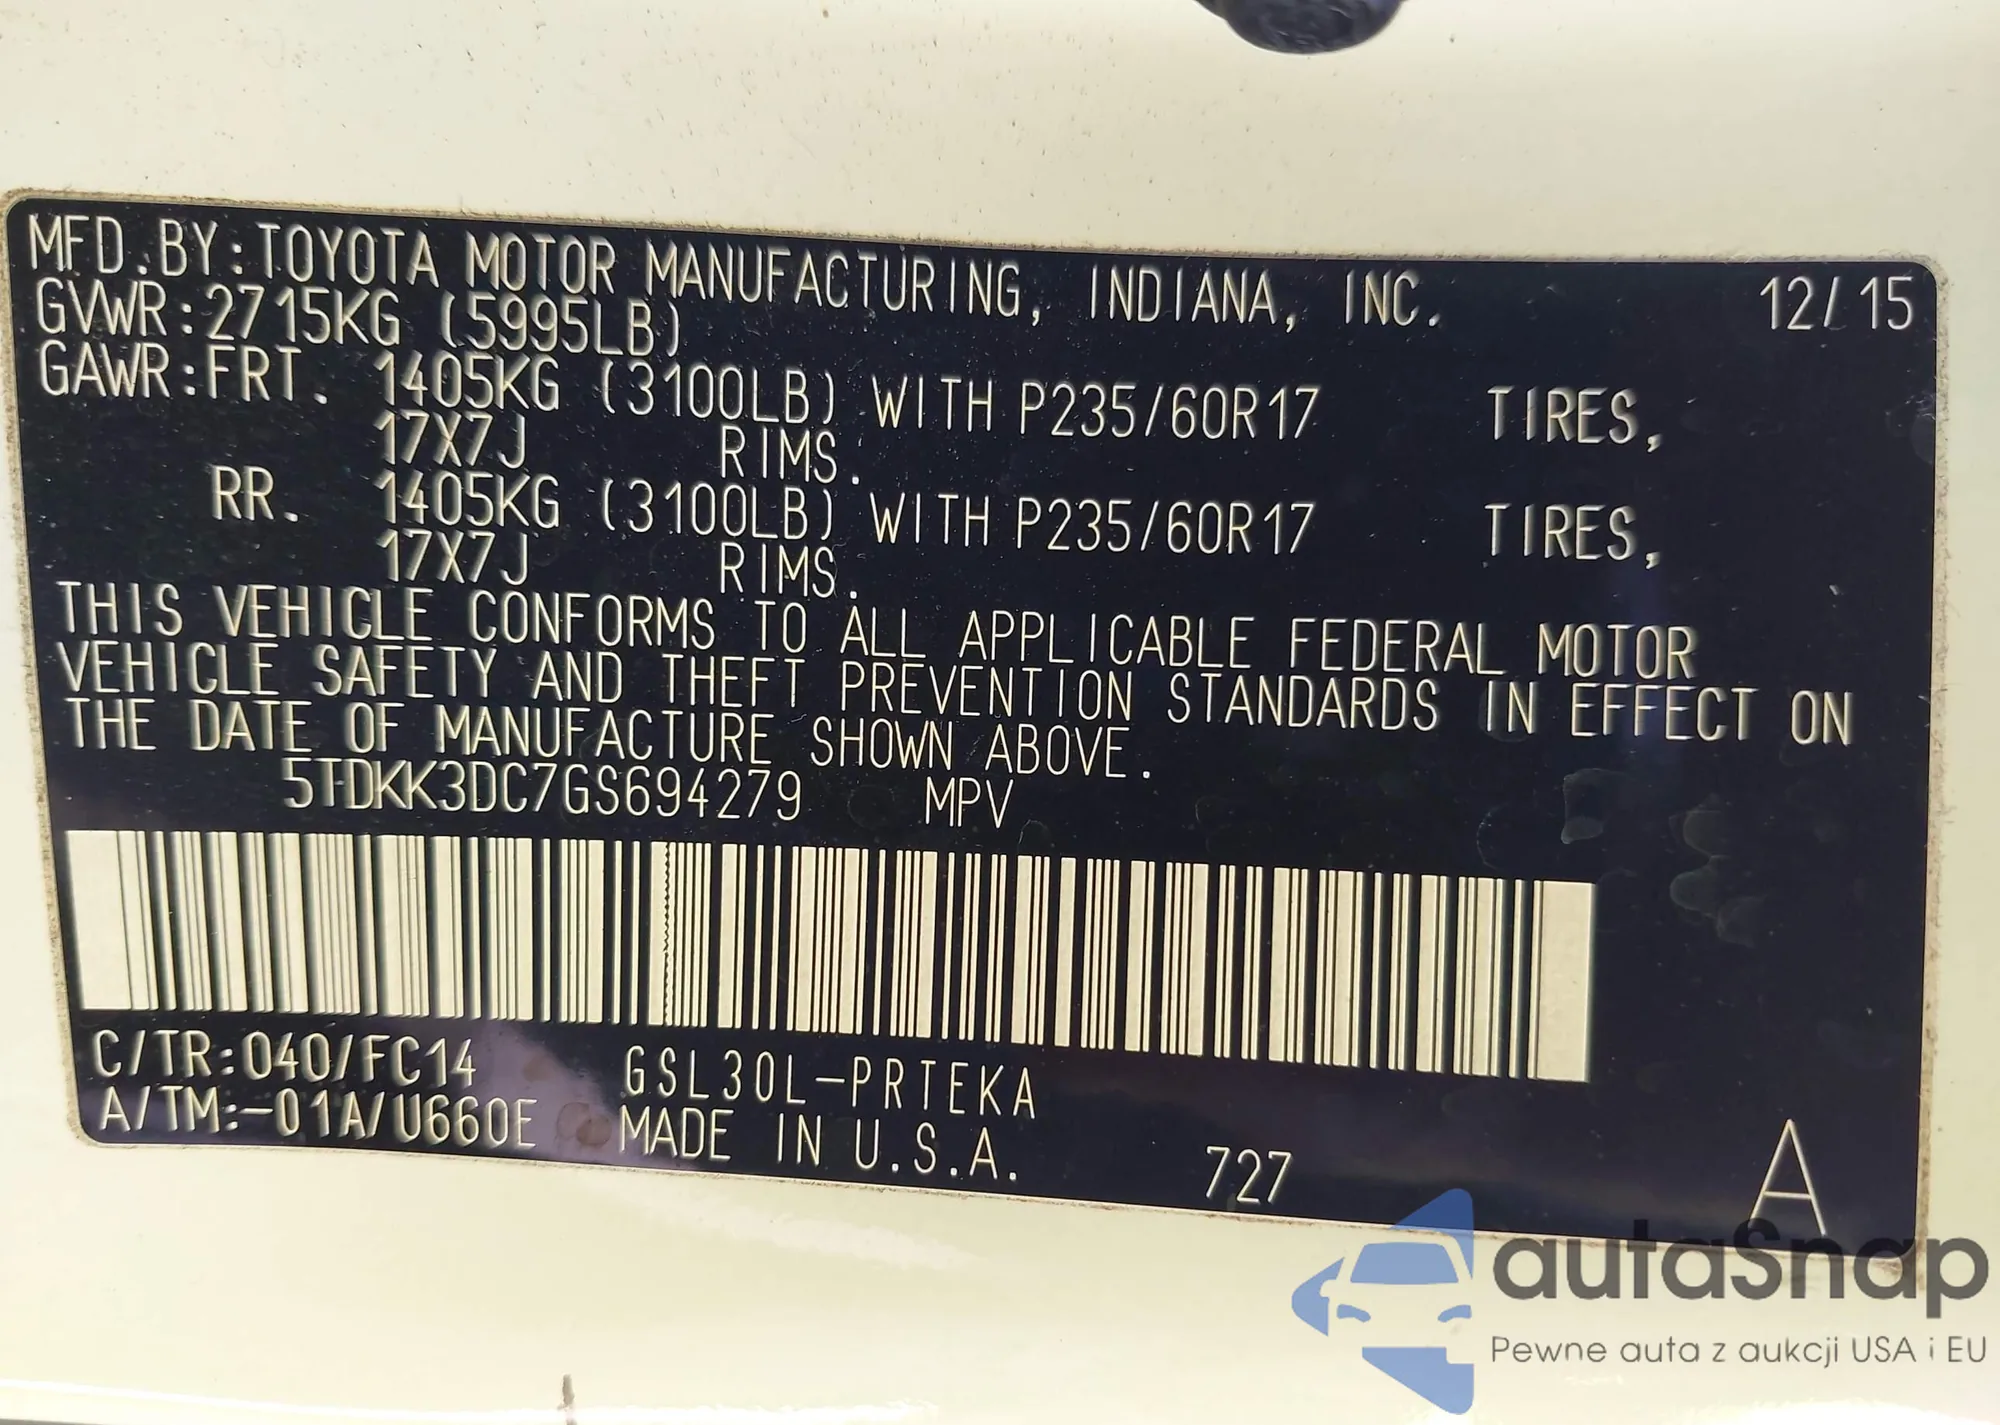 MFD.BY:TOYOTA MOTOR MANUFACTURING, INDIANA, INC. 12/15
GVWR:2715KG (5995LB)
GAWR:FRT. 1405KG (3100LB) WITH P235/60R17 TIRES,
17X7J RIMS.
RR. 1405KG (3100LB) WITH P235/60R17 TIRES,
17X7J RIMS.
THIS VEHICLE CONFORMS TO ALL APPLICABLE FEDERAL MOTOR
VEHICLE SAFETY AND THEFT PREVENTION STANDARDS IN EFFECT ON
THE DATE OF MANUFACTURE SHOWN ABOVE.
5TDKK3DC7GS694279 MPV
C/TR:040/FC14 GSL30L-PRTEKA
A/TM:-01A/U660E MADE IN U.S.A. 727 A
autaSnap
Pewne auta z aukcji USA i EU